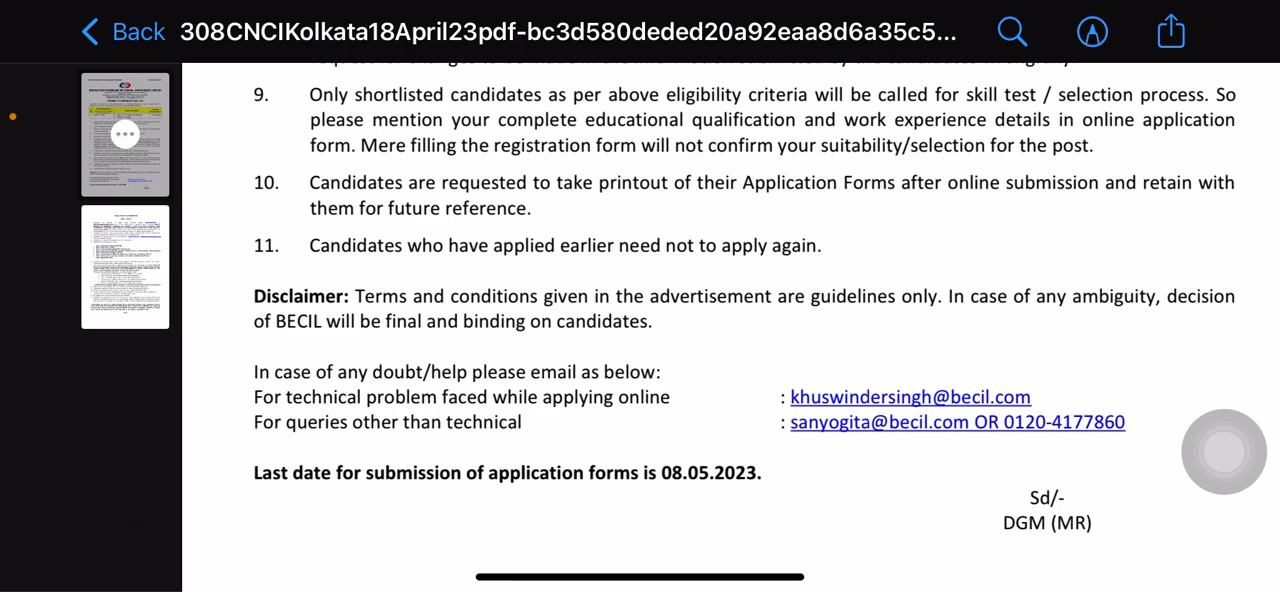 Back 308CNCIKolkata18April23pdf-bc3d580deded20a92eaa8d6a35c5...
9. Only shortlisted candidates as per above eligibility criteria will be called for skill test / selection process. So
please mention your complete educational qualification and work experience details in online application
form. Mere filling the registration form will not confirm your suitability/selection for the post.
10. Candidates are requested to take printout of their Application Forms after online submission and retain with
them for future reference.
11. Candidates who have applied earlier need not to apply again.
Disclaimer: Terms and conditions given in the advertisement are guidelines only. In case of any ambiguity, decision
of BECIL will be final and binding on candidates.
In case of any doubt/help please email as below:
For technical problem faced while applying online : khuswindersingh@becil.com
For queries other than technical : sanyogita@becil.com OR 0120-4177860
Last date for submission of application forms is 08.05.2023.
Sd/-
DGM (MR)